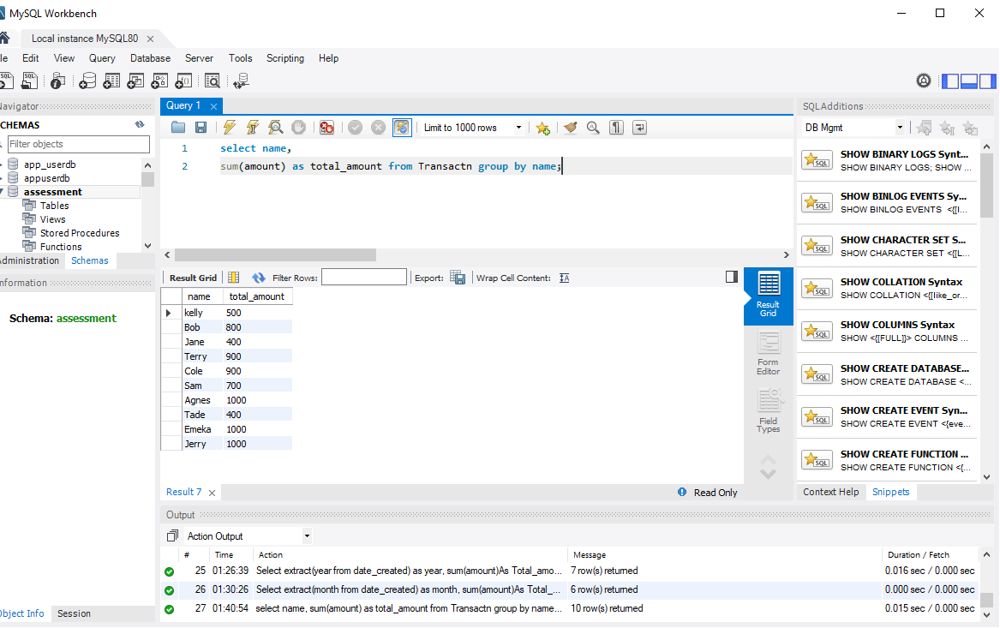 MySQL Workbench
Local instance MySQL80
le Edit View Query Database Server Tools Scripting Help
Navigator
CHEMAS
Filter objects
app_userdb
appuserdb
assessment
Tables
Views
Stored Procedures
Functions
Administration Schemas
nformation
Schema: assessment
Object Info Session
Query 1
Limit to 1000 rows
1 select name,
2 sum(amount) as total_amount from Transactn group by name;
Result Grid Filter Rows: Export: Wrap Cell Content: IA
name total_amount
kelly 500
Bob 800
Jane 400
Terry 900
Cole 900
Sam 700
Agnes 1000
Tade 400
Emeka 1000
Jerry 1000
Result
Grid
Form
Editor
Field
Types
Result 7 Read Only
Output
Action Output
# Time Action Message Duration / Fetch
25 01:26:39 Select extract(year from date_created) as year, sum(amount)As Total_amo... 7 row(s) returned 0.016 sec / 0.000 sec
26 01:30:26 Select extract(month from date_created) as month, sum(amount)As Total_... 6 row(s) returned 0.000 sec / 0.000 sec
27 01:40:54 select name, sum(amount) as total_amount from Transactn group by name... 10 row(s) returned 0.015 sec / 0.000 sec
SQLAdditions
DB Mgmt
SHOW BINARY LOGS Synt...
SHOW BINARY LOGS; SHOW ...
SHOW BINLOG EVENTS Sy...
SHOW BINLOG EVENTS <{[I...
SHOW CHARACTER SET S...
SHOW CHARACTER SET <{[L...
SHOW COLLATION Syntax
SHOW COLLATION <{[like_or...
SHOW COLUMNS Syntax
SHOW <{[FULL]}> COLUMNS ...
SHOW CREATE DATABASE...
SHOW CREATE DATABASE <...
SHOW CREATE EVENT Syn...
SHOW CREATE EVENT <{eve...
SHOW CREATE FUNCTION ...
SHOW CREATE FUNCTION <{...
Context Help Snippets